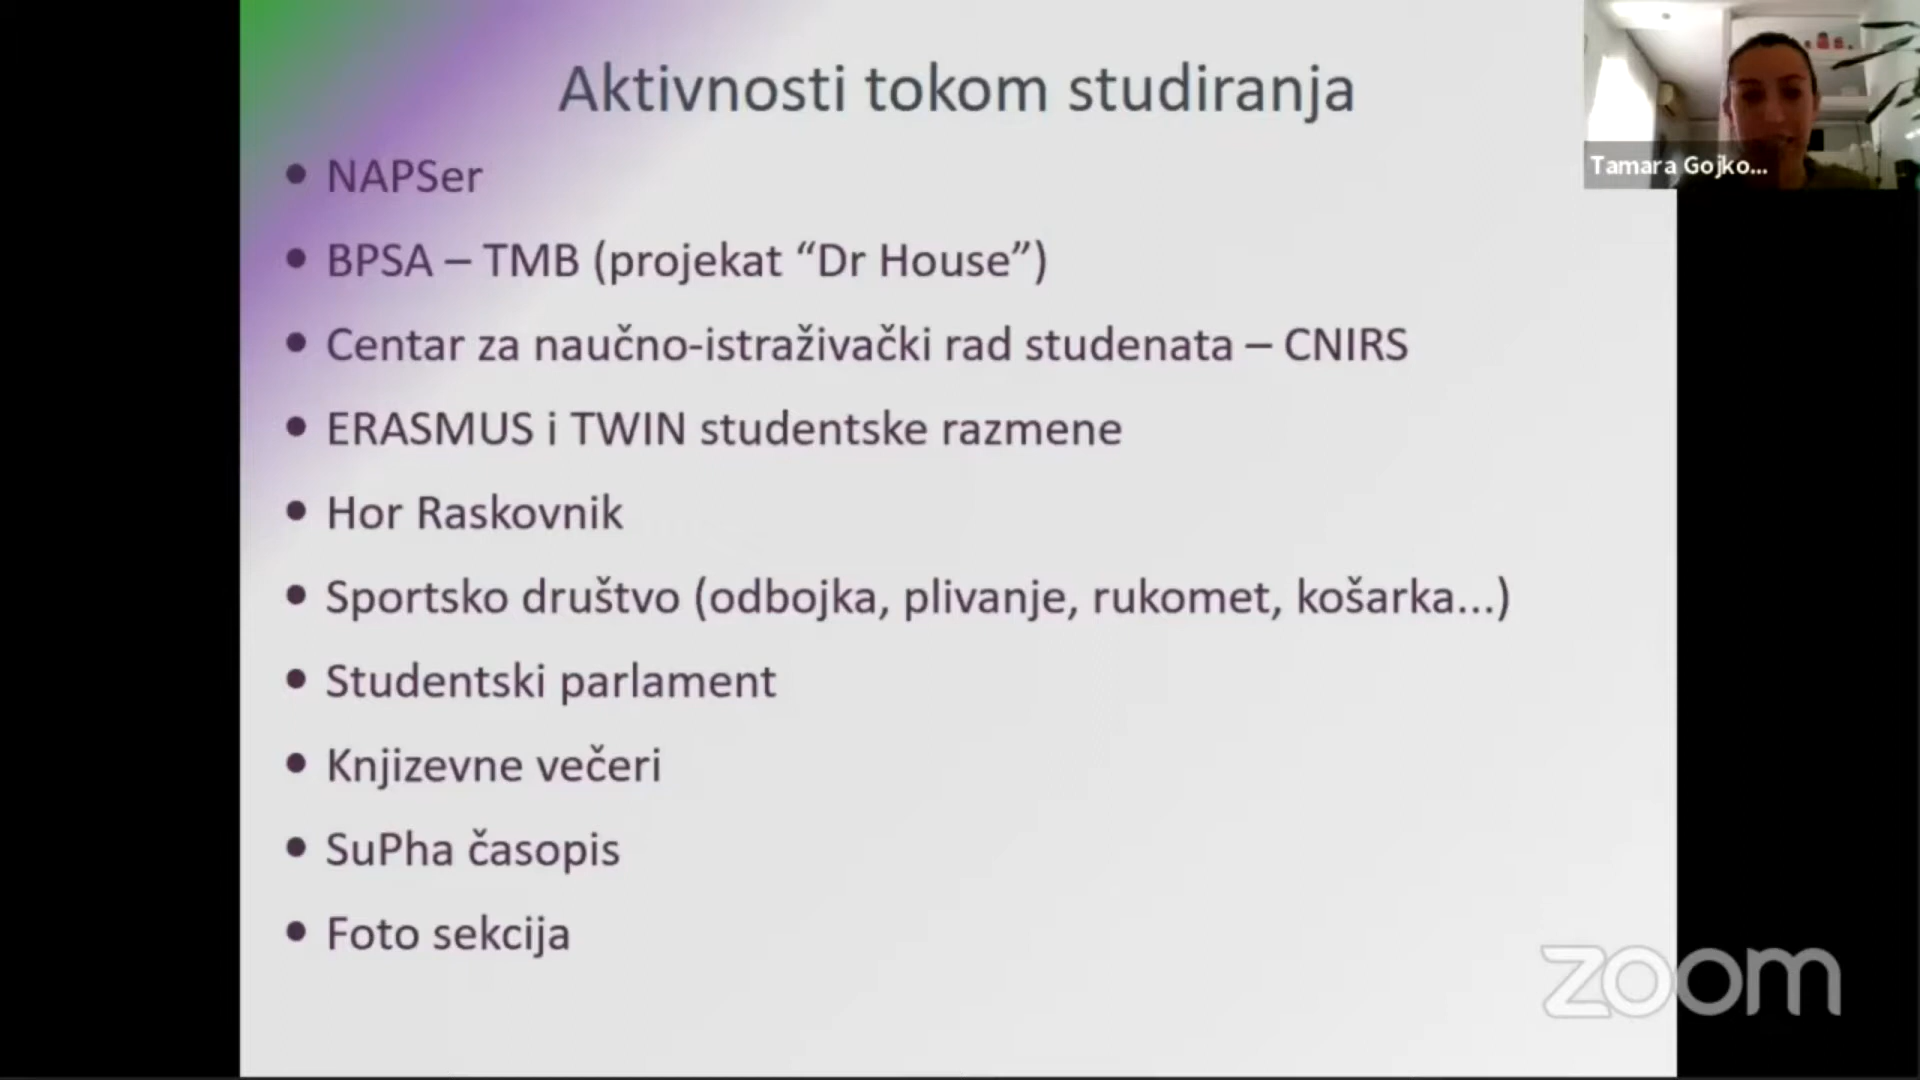 Aktivnosti tokom studiranja
Tamara Gojko...
• NAPSer
• BPSA – TMB (projekat “Dr House”)
• Centar za naučno-istraživački rad studenata – CNIRS
• ERASMUS i TWIN studentske razmene
• Hor Raskovnik
• Sportsko društvo (odbojka, plivanje, rukomet, košarka...)
• Studentski parlament
• Knjizevne večeri
• SuPha časopis
• Foto sekcija
zoom